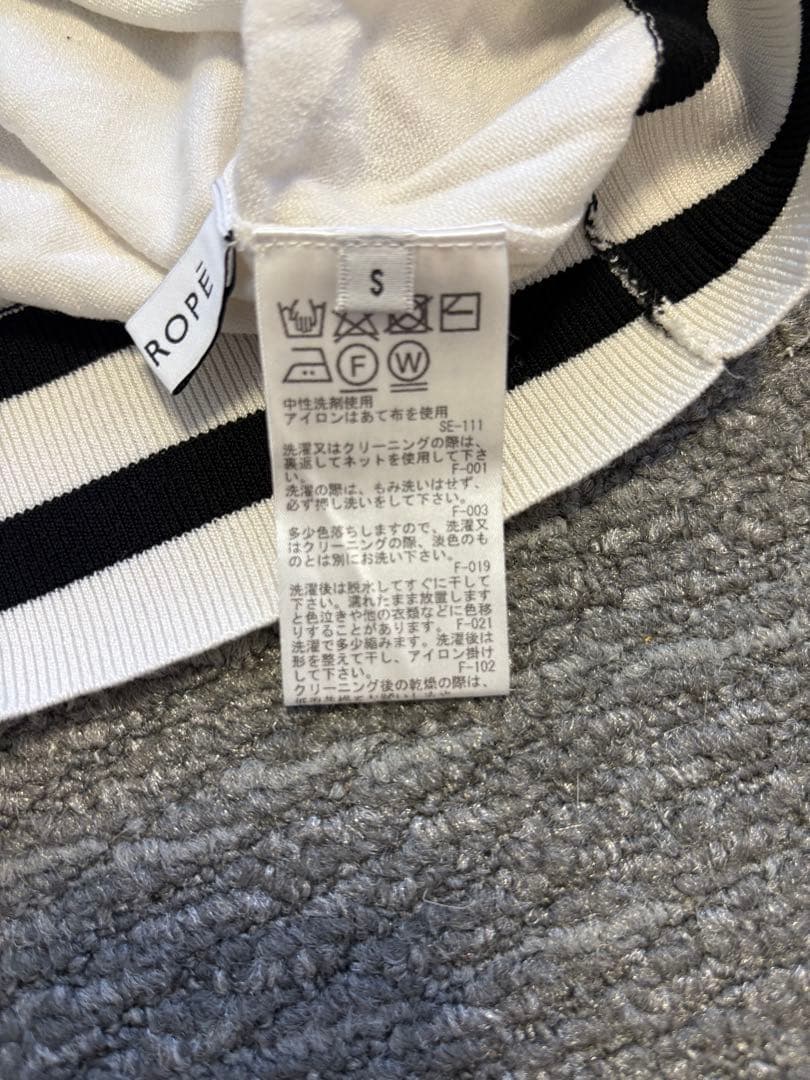 ROPÉ
S
F
W
中性洗剤使用
アイロンはあて布を使用
SE-111
洗濯又はクリーニングの際は、
裏返してネットを使用して下さ
い。
F-001
洗濯の際は、もみ洗いはせず、
必ず押し洗いをして下さい。
F-003
多少色落ちしますので、洗濯又
はクリーニングの際、淡色のも
のとは別にお洗い下さい。
F-019
洗濯後は脱水してすぐに干して
下さい。濡れたまま放置します
と色泣きや他の衣類などに色移
りすることがあります。 F-021
洗濯で多少縮みます。洗濯後は
形を整えて干し、アイロン掛け
して下さい。
F-102
クリーニング後の乾燥の際は、